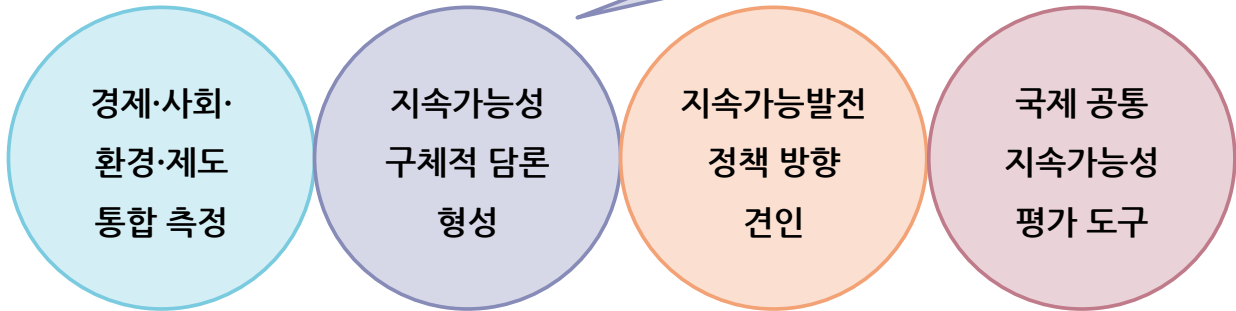 경제·사회·
환경·제도
통합 측정
지속가능성
구체적 담론
형성
지속가능발전
정책 방향
견인
국제 공통
지속가능성
평가 도구